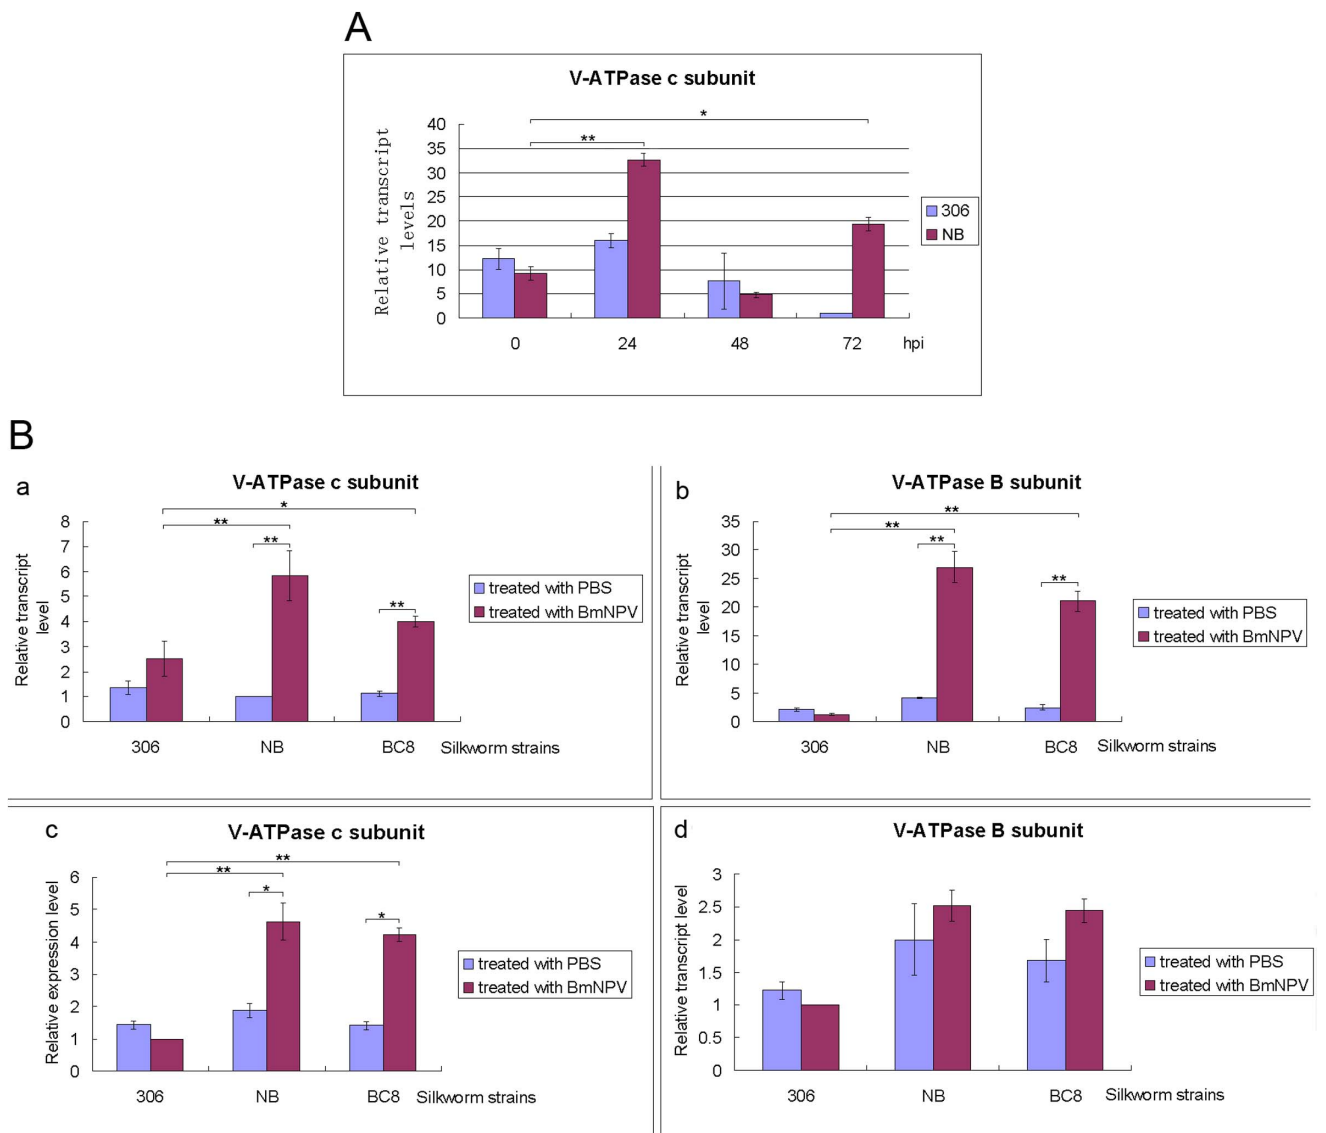 A
V-ATPase c subunit
Relative transcript
levels
40
35
30
25
20
15
10
5
0
*
**
0 24 48 72 hpi
306
NB
B
a
V-ATPase c subunit
Relative transcript
level
8
7
6
5
4
3
2
1
0
*
**
**
**
306 NB BC8 Silkworm strains
treated with PBS
treated with BmNPV
b
V-ATPase B subunit
Relative transcript
level
35
30
25
20
15
10
5
0
**
**
**
**
306 NB BC8 Silkworm strains
treated with PBS
treated with BmNPV
c
V-ATPase c subunit
Relative expression level
6
5
4
3
2
1
0
**
**
*
*
306 NB BC8 Silkworm strains
treated with PBS
treated with BmNPV
d
V-ATPase B subunit
Relative transcript level
3
2.5
2
1.5
1
0.5
0
306 NB BC8 Silkworm strains
treated with PBS
treated with BmNPV